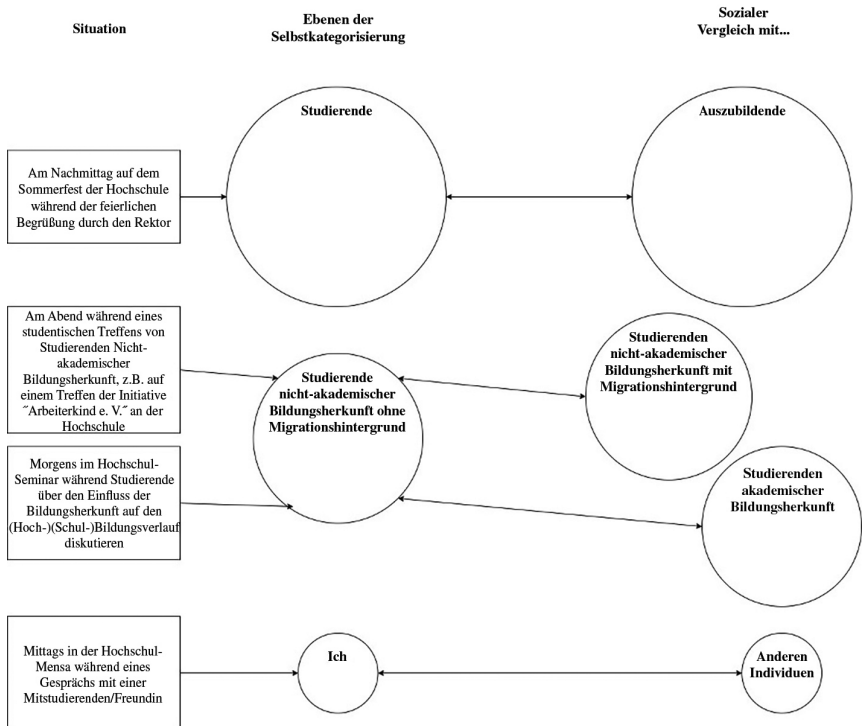 Situation
Ebenen der
Selbstkategorisierung
Sozialer
Vergleich mit...
Am Nachmittag auf dem
Sommerfest der Hochschule
während der feierlichen
Begrüßung durch den Rektor
Studierende
Auszubildende
Am Abend während eines
studentischen Treffens von
Studierenden Nicht-
akademischer
Bildungsherkunft, z.B. auf
einem Treffen der Initiative
˝Arbeiterkind e. V.˝ an der
Hochschule
Studierende
nicht-akademischer
Bildungsherkunft ohne
Migrationshintergrund
Studierenden
nicht-akademischer
Bildungsherkunft mit
Migrationshintergrund
Morgens im Hochschul-
Seminar während Studierende
über den Einfluss der
Bildungsherkunft auf den
(Hoch-)(Schul-)Bildungsverlauf
diskutieren
Studierenden
akademischer
Bildungsherkunft
Mittags in der Hochschul-
Mensa während eines
Gesprächs mit einer
Mitstudierenden/Freundin
Ich
Anderen
Individuen